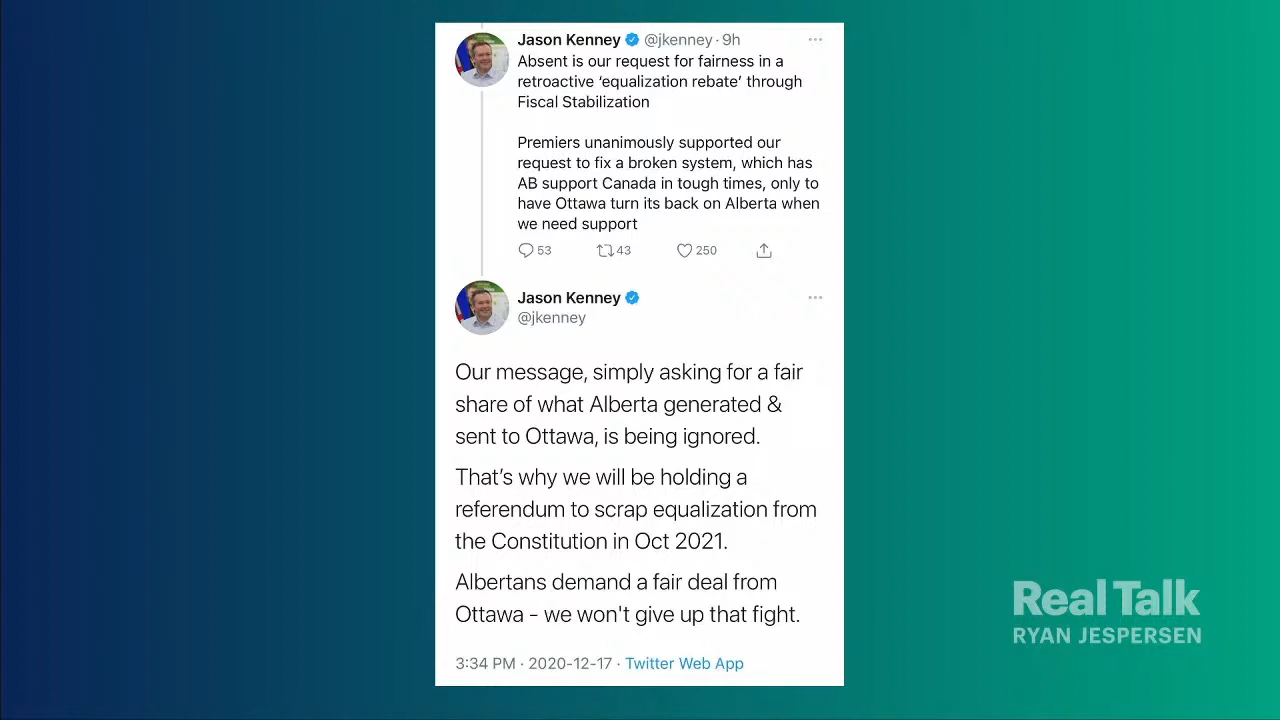 Jason Kenney @jkenney · 9h
Absent is our request for fairness in a
retroactive ‘equalization rebate’ through
Fiscal Stabilization
Premiers unanimously supported our
request to fix a broken system, which has
AB support Canada in tough times, only to
have Ottawa turn its back on Alberta when
we need support
53 43 250
Jason Kenney
@jkenney
Our message, simply asking for a fair
share of what Alberta generated &
sent to Ottawa, is being ignored.
That’s why we will be holding a
referendum to scrap equalization from
the Constitution in Oct 2021.
Albertans demand a fair deal from
Ottawa - we won't give up that fight.
3:34 PM · 2020-12-17 · Twitter Web App
Real Talk
RYAN JESPERSEN